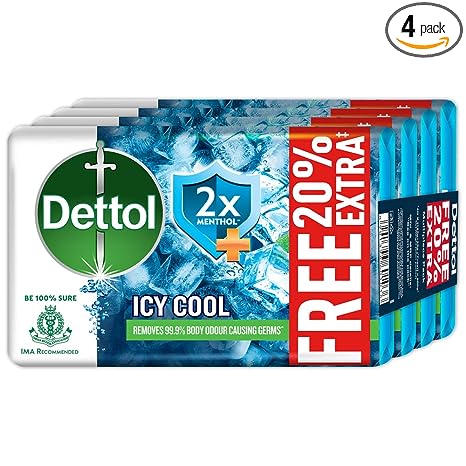 4 pack
Dettol
2x
MENTHOL~
ICY COOL
REMOVES 99.9% BODY ODOUR CAUSING GERMS*
BE 100% SURE
IMA RECOMMENDED
FREE 20%
EXTRA‡
Dettol
FREE
20%
EXTRA